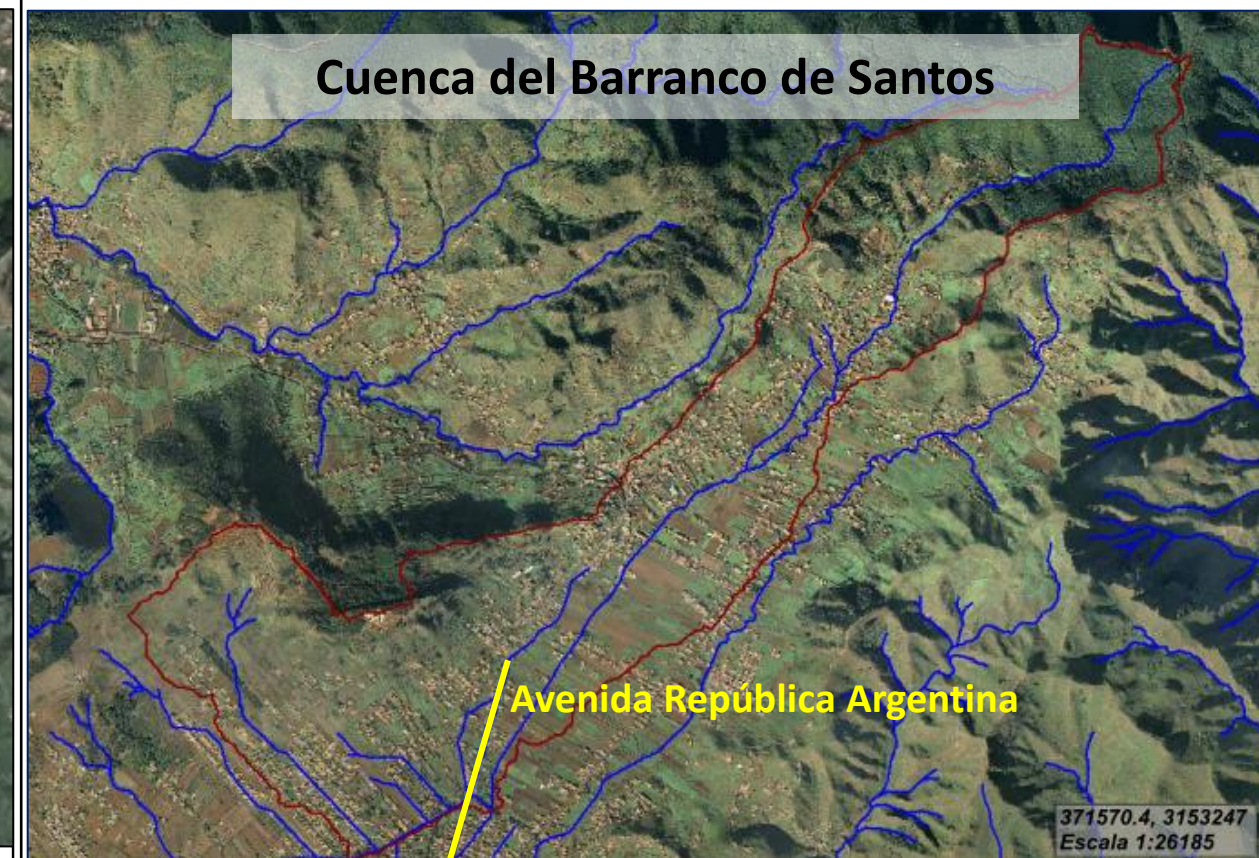 Cuenca del Barranco de Santos
Avenida República Argentina
371570.4, 3153247
Escala 1:26185